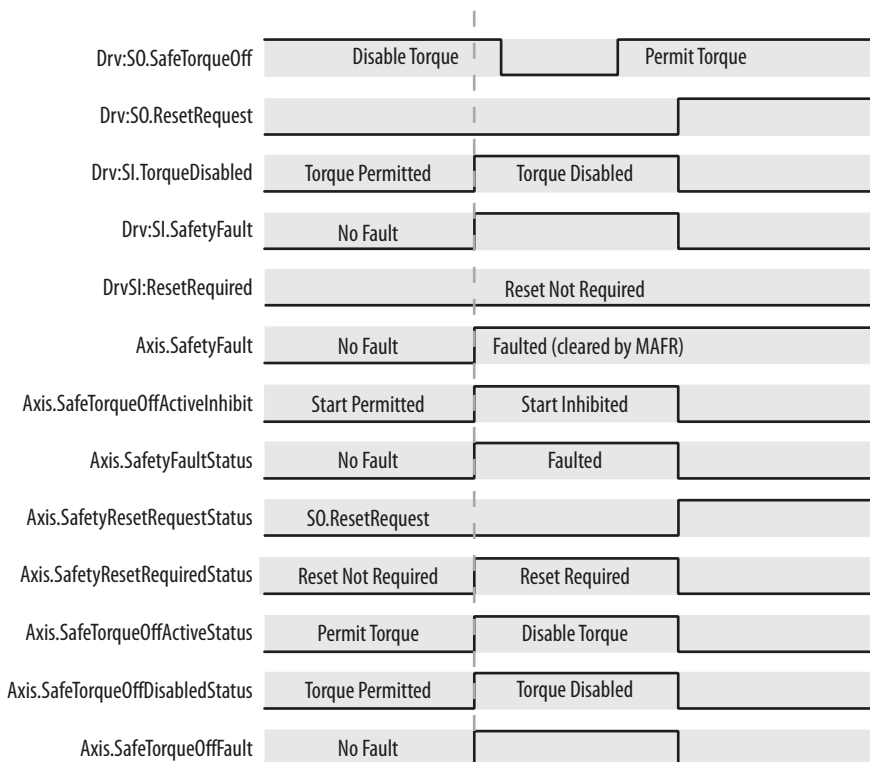 Drv:SO.SafeTorqueOff Disable Torque Permit Torque
Drv:SO.ResetRequest
Drv:SI.TorqueDisabled Torque Permitted Torque Disabled
Drv:SI.SafetyFault No Fault
DrvSI:ResetRequired Reset Not Required
Axis.SafetyFault No Fault Faulted (cleared by MAFR)
Axis.SafeTorqueOffActiveInhibit Start Permitted Start Inhibited
Axis.SafetyFaultStatus No Fault Faulted
Axis.SafetyResetRequestStatus SO.ResetRequest
Axis.SafetyResetRequiredStatus Reset Not Required Reset Required
Axis.SafeTorqueOffActiveStatus Permit Torque Disable Torque
Axis.SafeTorqueOffDisabledStatus Torque Permitted Torque Disabled
Axis.SafeTorqueOffFault No Fault